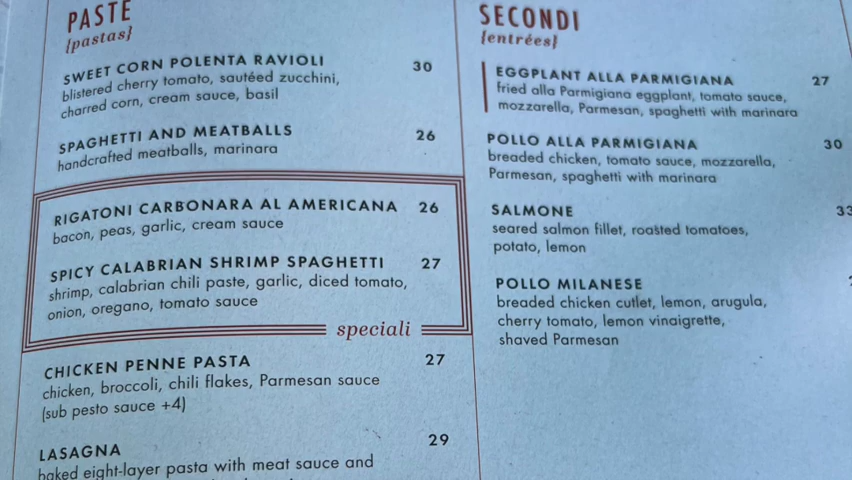 PASTE
{pastas}
SWEET CORN POLENTA RAVIOLI 30
blistered cherry tomato, sautéed zucchini,
charred corn, cream sauce, basil
SPAGHETTI AND MEATBALLS 26
handcrafted meatballs, marinara
RIGATONI CARBONARA AL AMERICANA 26
bacon, peas, garlic, cream sauce
SPICY CALABRIAN SHRIMP SPAGHETTI 27
shrimp, calabrian chili paste, garlic, diced tomato,
onion, oregano, tomato sauce
speciali
CHICKEN PENNE PASTA 27
chicken, broccoli, chili flakes, Parmesan sauce
(sub pesto sauce +4)
LASAGNA 29
baked eight-layer pasta with meat sauce and
SECONDI
{entrées}
EGGPLANT ALLA PARMIGIANA 27
fried alla Parmigiana eggplant, tomato sauce,
mozzarella, Parmesan, spaghetti with marinara
POLLO ALLA PARMIGIANA 30
breaded chicken, tomato sauce, mozzarella,
Parmesan, spaghetti with marinara
SALMONE 33
seared salmon fillet, roasted tomatoes,
potato, lemon
POLLO MILANESE
breaded chicken cutlet, lemon, arugula,
cherry tomato, lemon vinaigrette,
shaved Parmesan